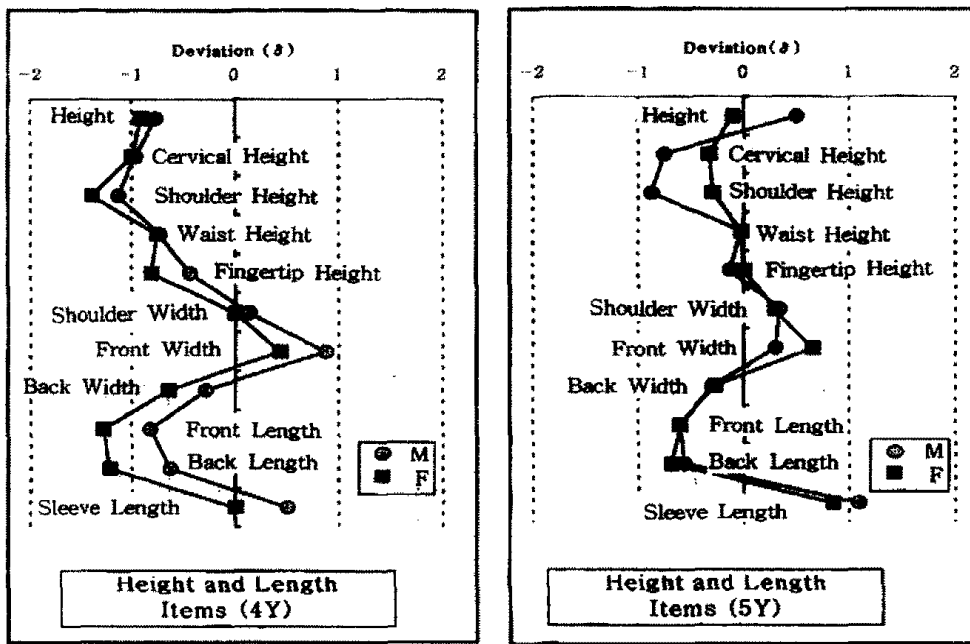 Deviation (δ)
-2 -1 0 1 2
Height
Cervical Height
Shoulder Height
Waist Height
Fingertip Height
Shoulder Width
Front Width
Back Width
Front Length
Back Length
Sleeve Length
M
F
Height and Length
Items (4Y)
Deviation(δ)
-2 -1 0 1 2
Height
Cervical Height
Shoulder Height
Waist Height
Fingertip Height
Shoulder Width
Front Width
Back Width
Front Length
Back Length
Sleeve Length
M
F
Height and Length
Items (5Y)